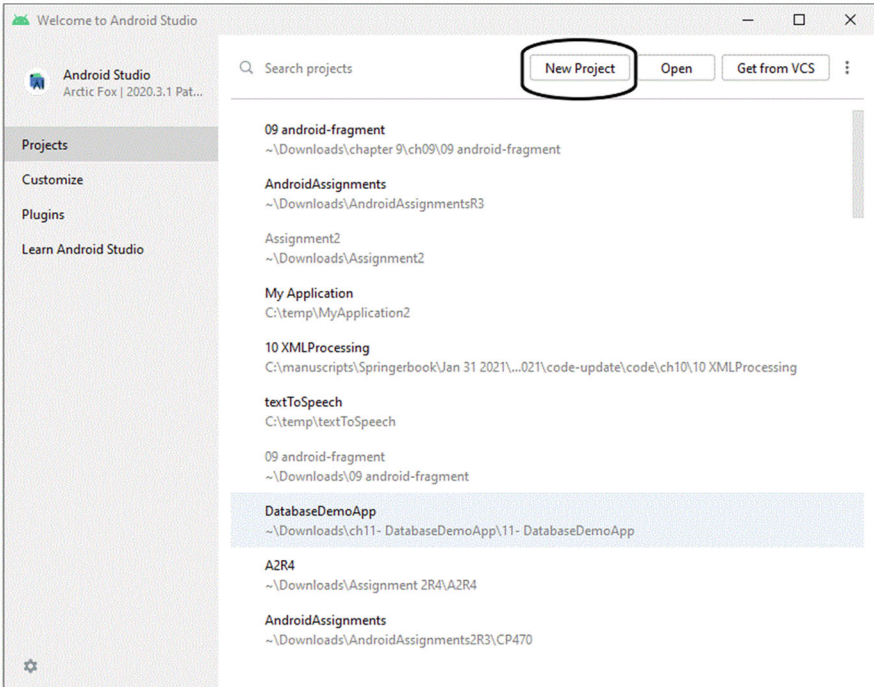 Welcome to Android Studio
Android Studio
Arctic Fox | 2020.3.1 Pat...
Projects
Customize
Plugins
Learn Android Studio
Search projects
New Project
Open
Get from VCS
09 android-fragment
~\Downloads\chapter 9\ch09\09 android-fragment
AndroidAssignments
~\Downloads\AndroidAssignmentsR3
Assignment2
~\Downloads\Assignment2
My Application
C:\temp\MyApplication2
10 XMLProcessing
C:\manuscripts\Springerbook\Jan 31 2021\...021\code-update\code\ch10\10 XMLProcessing
textToSpeech
C:\temp\textToSpeech
09 android-fragment
~\Downloads\09 android-fragment
DatabaseDemoApp
~\Downloads\ch11- DatabaseDemoApp\11- DatabaseDemoApp
A2R4
~\Downloads\Assignment 2R4\A2R4
AndroidAssignments
~\Downloads\AndroidAssignments2R3\CP470